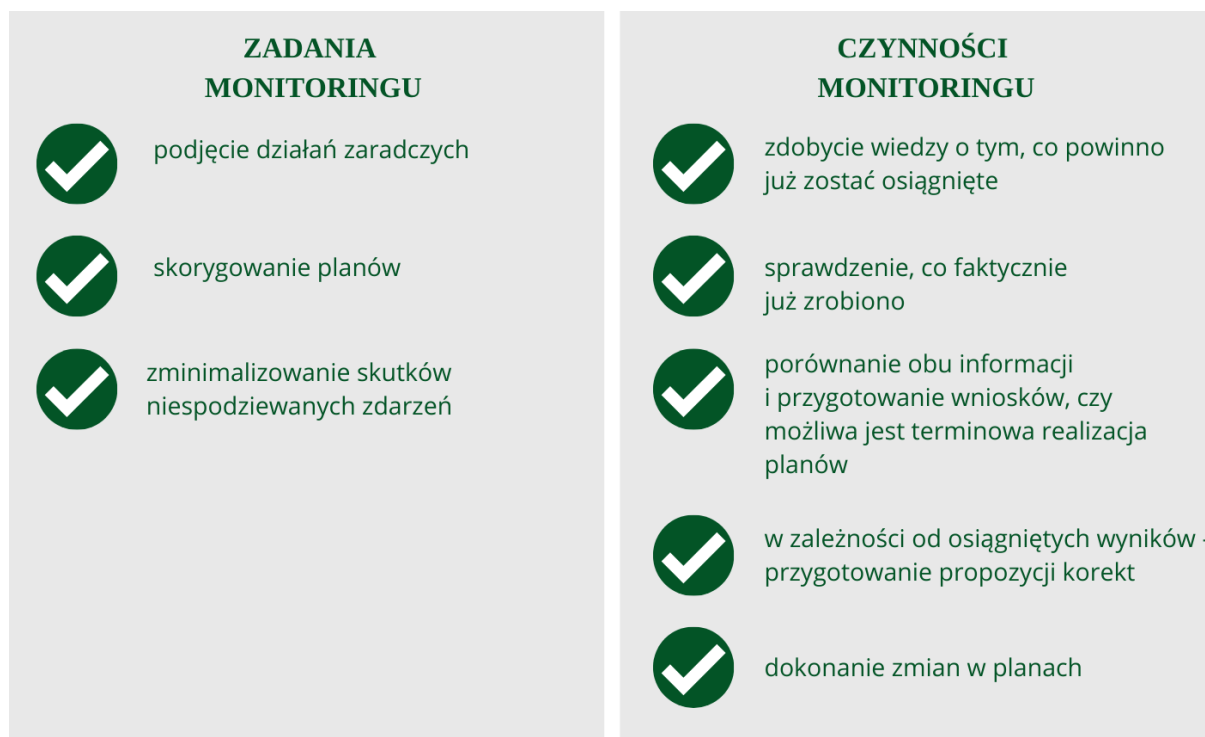 ZADANIA
MONITORINGU
podjęcie działań zaradczych
skorygowanie planów
zminimalizowanie skutków
niespodziewanych zdarzeń
CZYNNOŚCI
MONITORINGU
zdobycie wiedzy o tym, co powinno
już zostać osiągnięte
sprawdzenie, co faktycznie
już zrobiono
porównanie obu informacji
i przygotowanie wniosków, czy
możliwa jest terminowa realizacja
planów
w zależności od osiągniętych wyników -
przygotowanie propozycji korekt
dokonanie zmian w planach